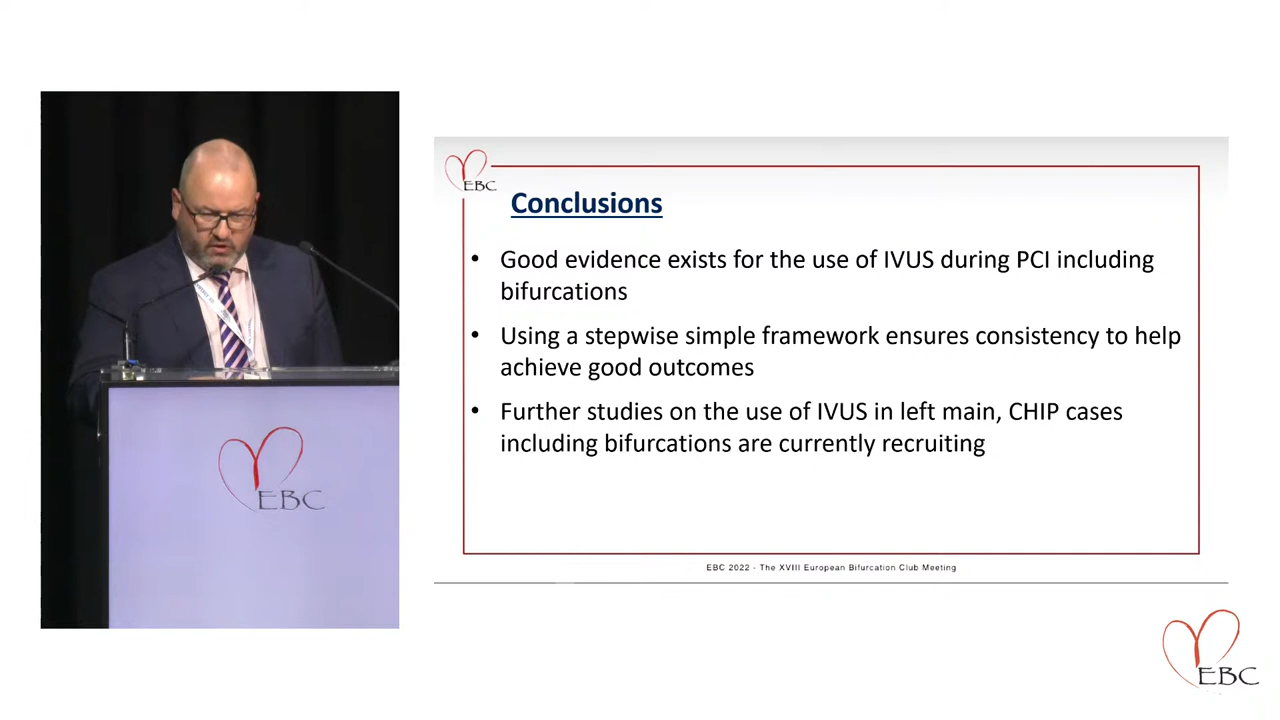 EBC
Conclusions
• Good evidence exists for the use of IVUS during PCI including
bifurcations
• Using a stepwise simple framework ensures consistency to help
achieve good outcomes
• Further studies on the use of IVUS in left main, CHIP cases
including bifurcations are currently recruiting
EBC 2022 - The XVIII European Bifurcation Club Meeting
EBC
EBC